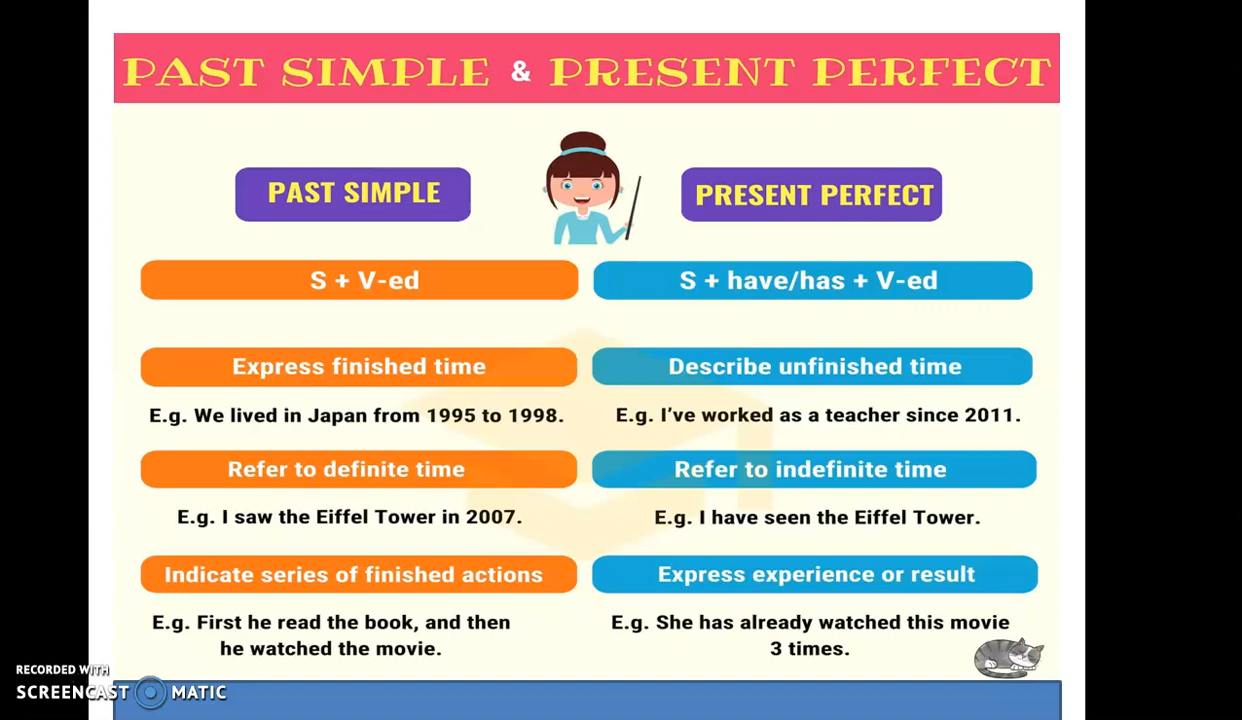 PAST SIMPLE & PRESENT PERFECT
PAST SIMPLE
PRESENT PERFECT
S + V-ed
S + have/has + V-ed
Express finished time
Describe unfinished time
E.g. We lived in Japan from 1995 to 1998.
E.g. I’ve worked as a teacher since 2011.
Refer to definite time
Refer to indefinite time
E.g. I saw the Eiffel Tower in 2007.
E.g. I have seen the Eiffel Tower.
Indicate series of finished actions
Express experience or result
E.g. First he read the book, and then
he watched the movie.
E.g. She has already watched this movie
3 times.
RECORDED WITH
SCREENCAST MATIC